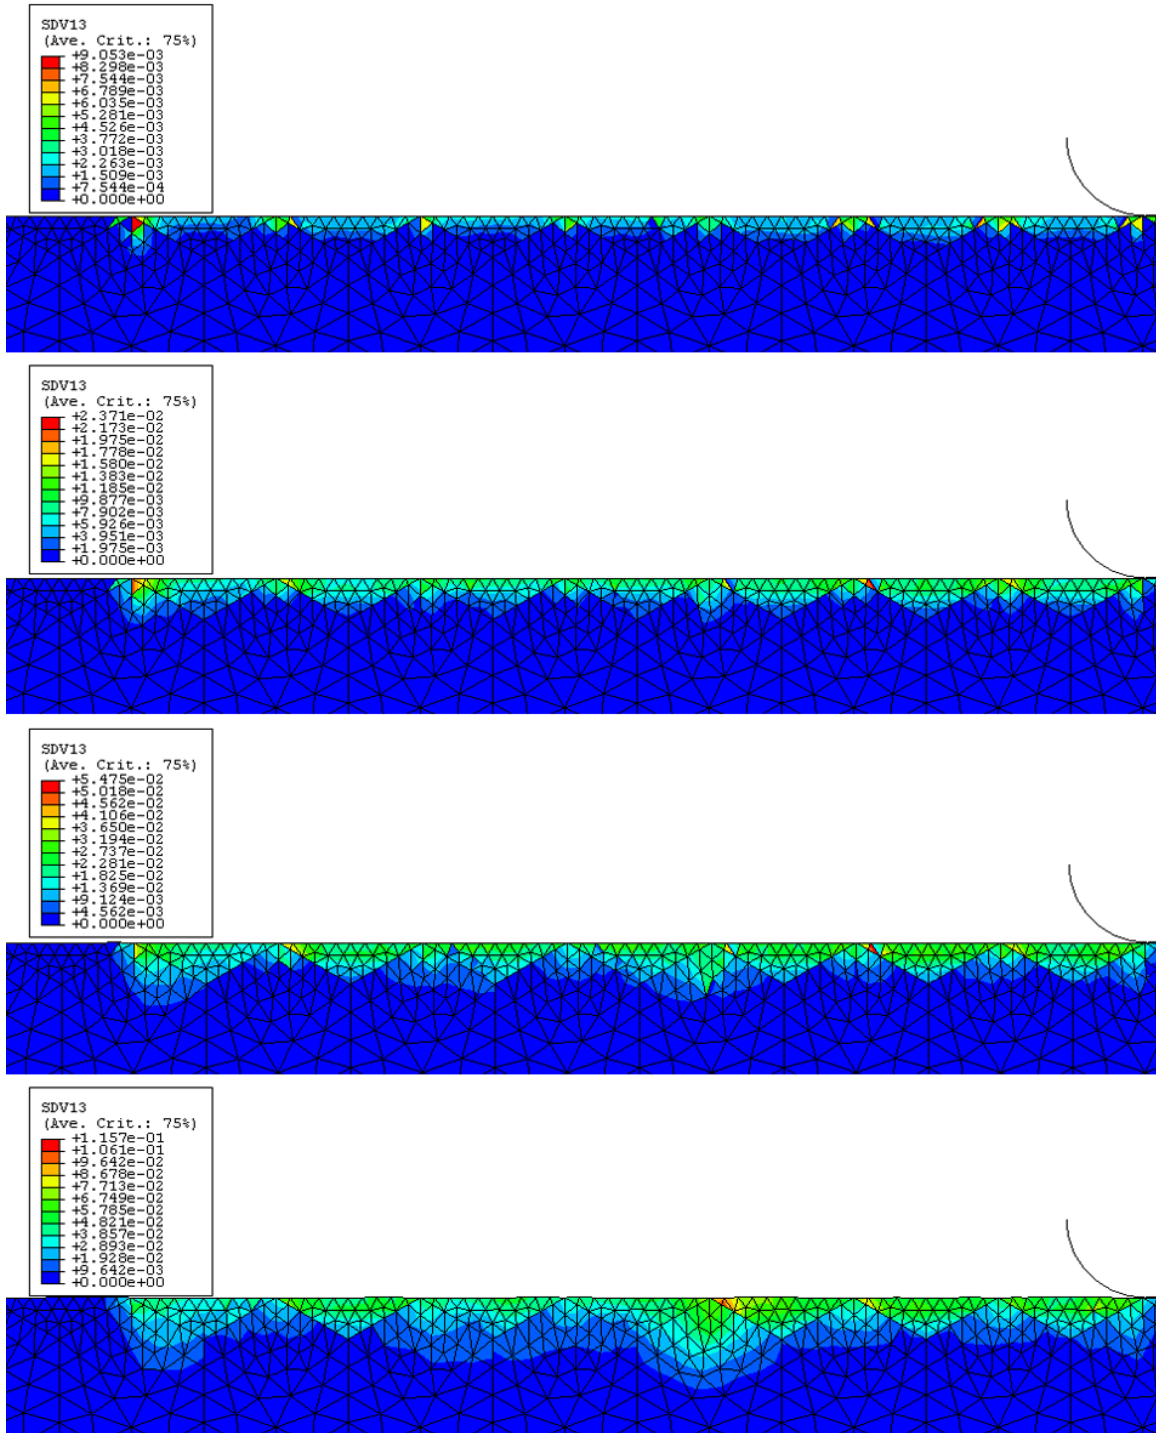 SDV13
(Ave. Crit.: 75%)
+9.053e-03
+8.298e-03
+7.544e-03
+6.789e-03
+6.035e-03
+5.281e-03
+4.526e-03
+3.772e-03
+3.018e-03
+2.263e-03
+1.509e-03
+7.544e-04
+0.000e+00
SDV13
(Ave. Crit.: 75%)
+2.371e-02
+2.173e-02
+1.975e-02
+1.778e-02
+1.580e-02
+1.383e-02
+1.185e-02
+9.877e-03
+7.902e-03
+5.926e-03
+3.951e-03
+1.975e-03
+0.000e+00
SDV13
(Ave. Crit.: 75%)
+5.475e-02
+5.018e-02
+4.562e-02
+4.106e-02
+3.650e-02
+3.194e-02
+2.737e-02
+2.281e-02
+1.825e-02
+1.369e-02
+9.124e-03
+4.562e-03
+0.000e+00
SDV13
(Ave. Crit.: 75%)
+1.157e-01
+1.061e-01
+9.642e-02
+8.678e-02
+7.713e-02
+6.749e-02
+5.785e-02
+4.821e-02
+3.857e-02
+2.893e-02
+1.928e-02
+9.642e-03
+0.000e+00